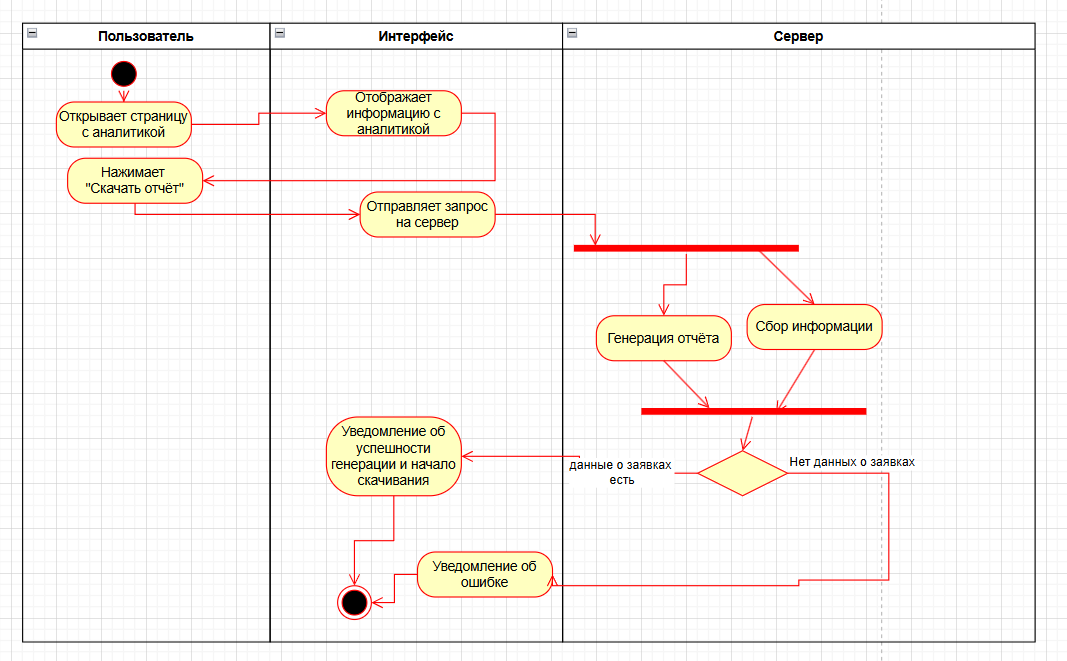 Пользователь
Интерфейс
Сервер
Открывает страницу
с аналитикой
Отображает
информацию с
аналитикой
Нажимает
"Скачать отчёт"
Отправляет запрос
на сервер
Генерация отчёта
Сбор информации
Уведомление об
успешности
генерации и начало
скачивания
данные о заявках
есть
Нет данных о заявках
Уведомление об
ошибке